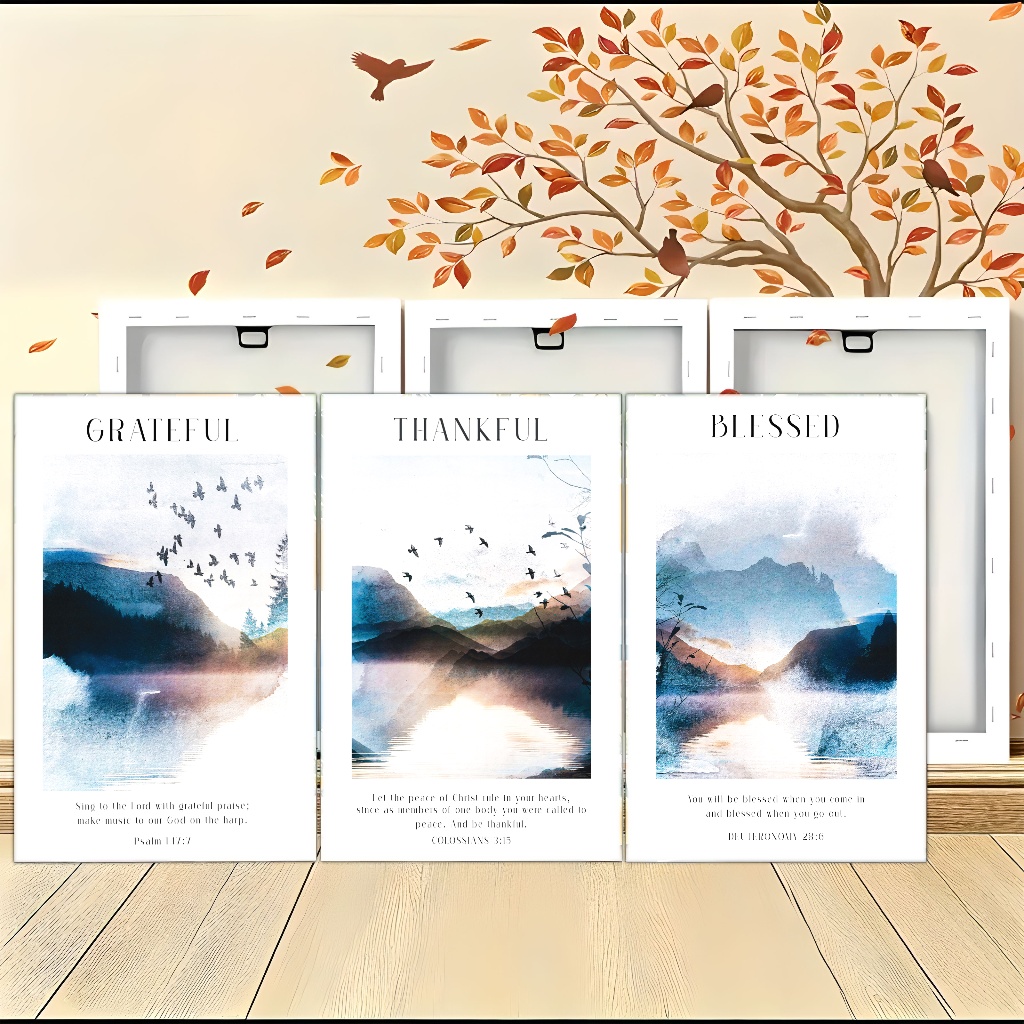 GRATEFUL
Sing to the Lord with grateful praise;
make music to our God on the harp.
Psalm 147:7
THANKFUL
Let the peace of Christ rule in your hearts,
since as members of one body you were called to
peace. And be thankful.
COLOSSIANS 3:15
BLESSED
You will be blessed when you come in
and blessed when you go out.
DEUTERONOMY 28:6